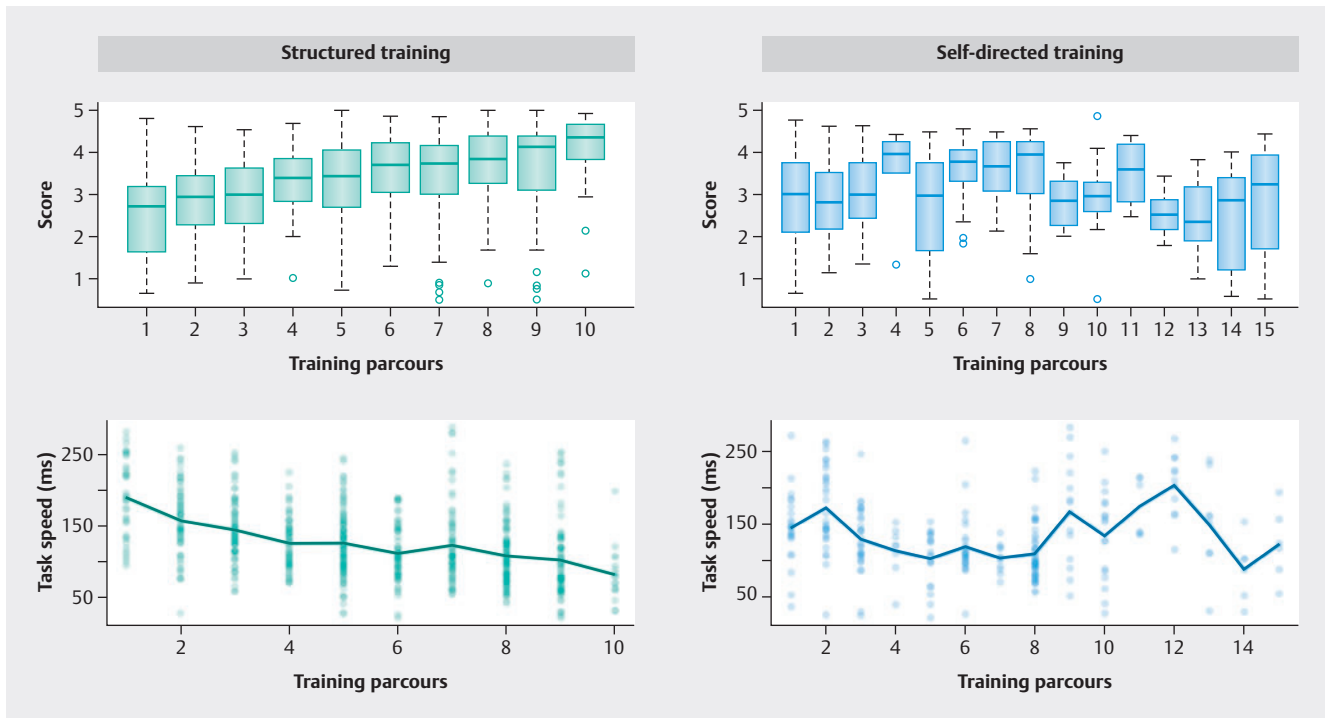 Structured training
5
4
3
2
1
Score
1 2 3 4 5 6 7 8 9 10
Training parcours
Self-directed training
5
4
3
2
1
Score
1 2 3 4 5 6 7 8 9 10 11 12 13 14 15
Training parcours
250
150
50
Task speed (ms)
2 4 6 8 10
Training parcours
250
150
50
Task speed (ms)
2 4 6 8 10 12 14
Training parcours